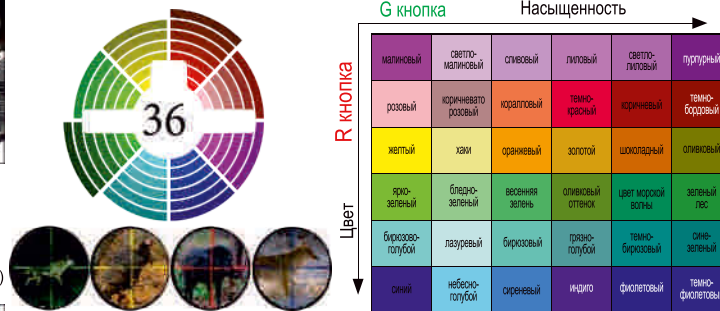 G кнопка
Насыщенность
R кнопка
Цвет
36
)
малиновый
светло-
малиновый
сливовый
лиловый
светло-
лиловый
пурпурный
розовый
коричневато
розовый
коралловый
темно-
красный
коричневый
темно-
бордовый
желтый
хаки
оранжевый
золотой
шоколадный
оливковый
ярко-
зеленый
бледно-
зеленый
весенняя
зелень
оливковый
оттенок
цвет морской
волны
зеленый
лес
бирюзово-
голубой
лазуревый
бирюзовый
грязно-
голубой
темно-
бирюзовый
сине-
зеленый
синий
небесно-
голубой
сиреневый
индиго
фиолетовый
темно-
фиолетовы